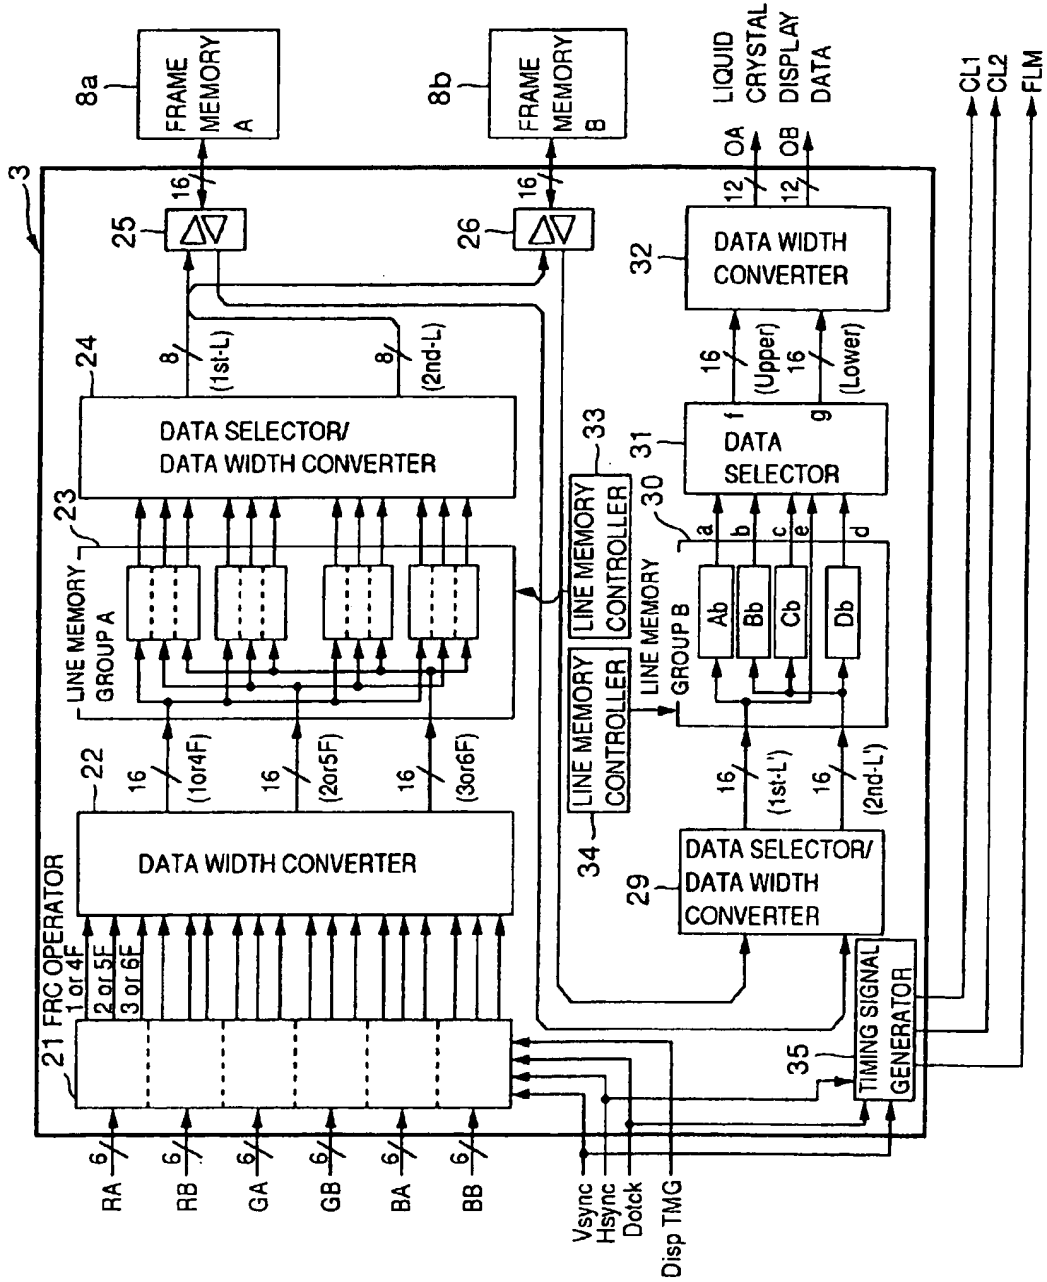 3
21 FRC OPERATOR
RA
6
RB
6
GA
6
GB
6
BA
6
BB
6
1 or 4F
2 or 5F
3 or 6F
22
DATA WIDTH CONVERTER
16
(1or4F)
16
(2or5F)
16
(3or6F)
LINE MEMORY
GROUP A
23
24
DATA SELECTOR/
DATA WIDTH CONVERTER
8
(1st-L)
8
(2nd-L)
25
16
8a
FRAME
MEMORY
A
26
16
8b
FRAME
MEMORY
B
33
LINE MEMORY
CONTROLLER
34
LINE MEMORY
CONTROLLER
Vsync
Hsync
Dotck
Disp TMG
29
DATA SELECTOR/
DATA WIDTH
CONVERTER
16
(1st-L')
16
(2nd-L')
LINE MEMORY
GROUP B
30
Ab
Bb
Cb
Db
a
b
c
e
d
31
DATA
SELECTOR
f
g
16
(Upper)
16
(Lower)
32
DATA WIDTH
CONVERTER
12
OA
12
OB
LIQUID
CRYSTAL
DISPLAY
DATA
35
TIMING SIGNAL
GENERATOR
CL1
CL2
FLM